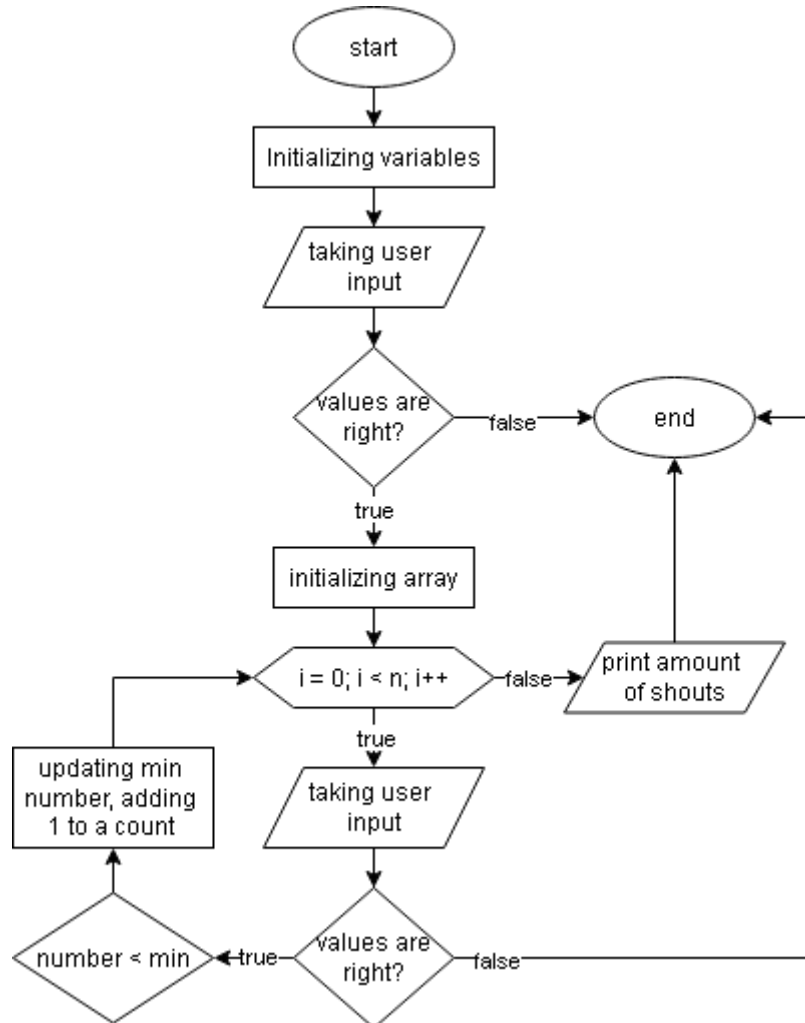 start
Initializing variables
taking user
input
values are
right?
false
end
true
initializing array
i = 0; i < n; i++
false
print amount
of shouts
true
updating min
number, adding
1 to a count
taking user
input
number < min
true
values are
right?
false